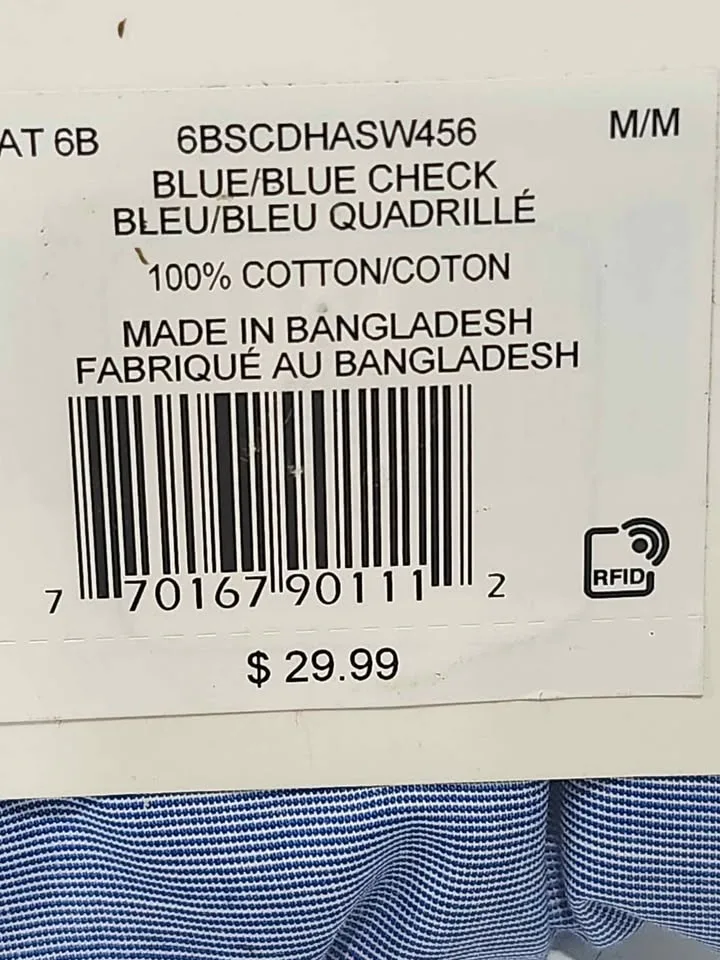 AT 6B 6BSCDHASW456 M/M
BLUE/BLUE CHECK
BLEU/BLEU QUADRILLÉ
100% COTTON/COTON
MADE IN BANGLADESH
FABRIQUÉ AU BANGLADESH
7 70167 90111 2
RFID
$ 29.99